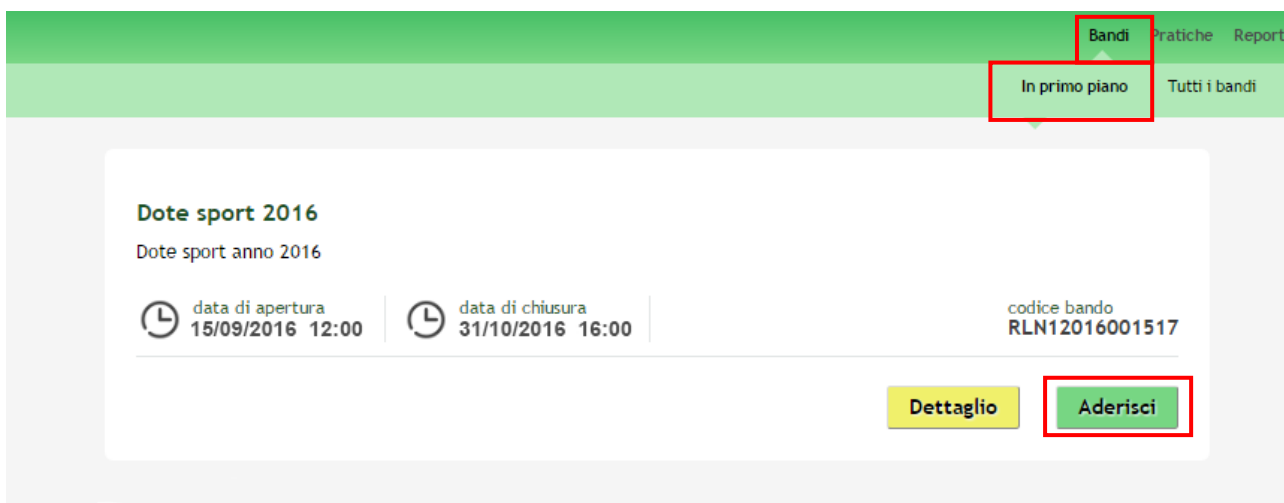 Bandi Pratiche Report
In primo piano Tutti i bandi
Dote sport 2016
Dote sport anno 2016
data di apertura data di chiusura codice bando
15/09/2016 12:00 31/10/2016 16:00 RLN12016001517
Dettaglio Aderisci